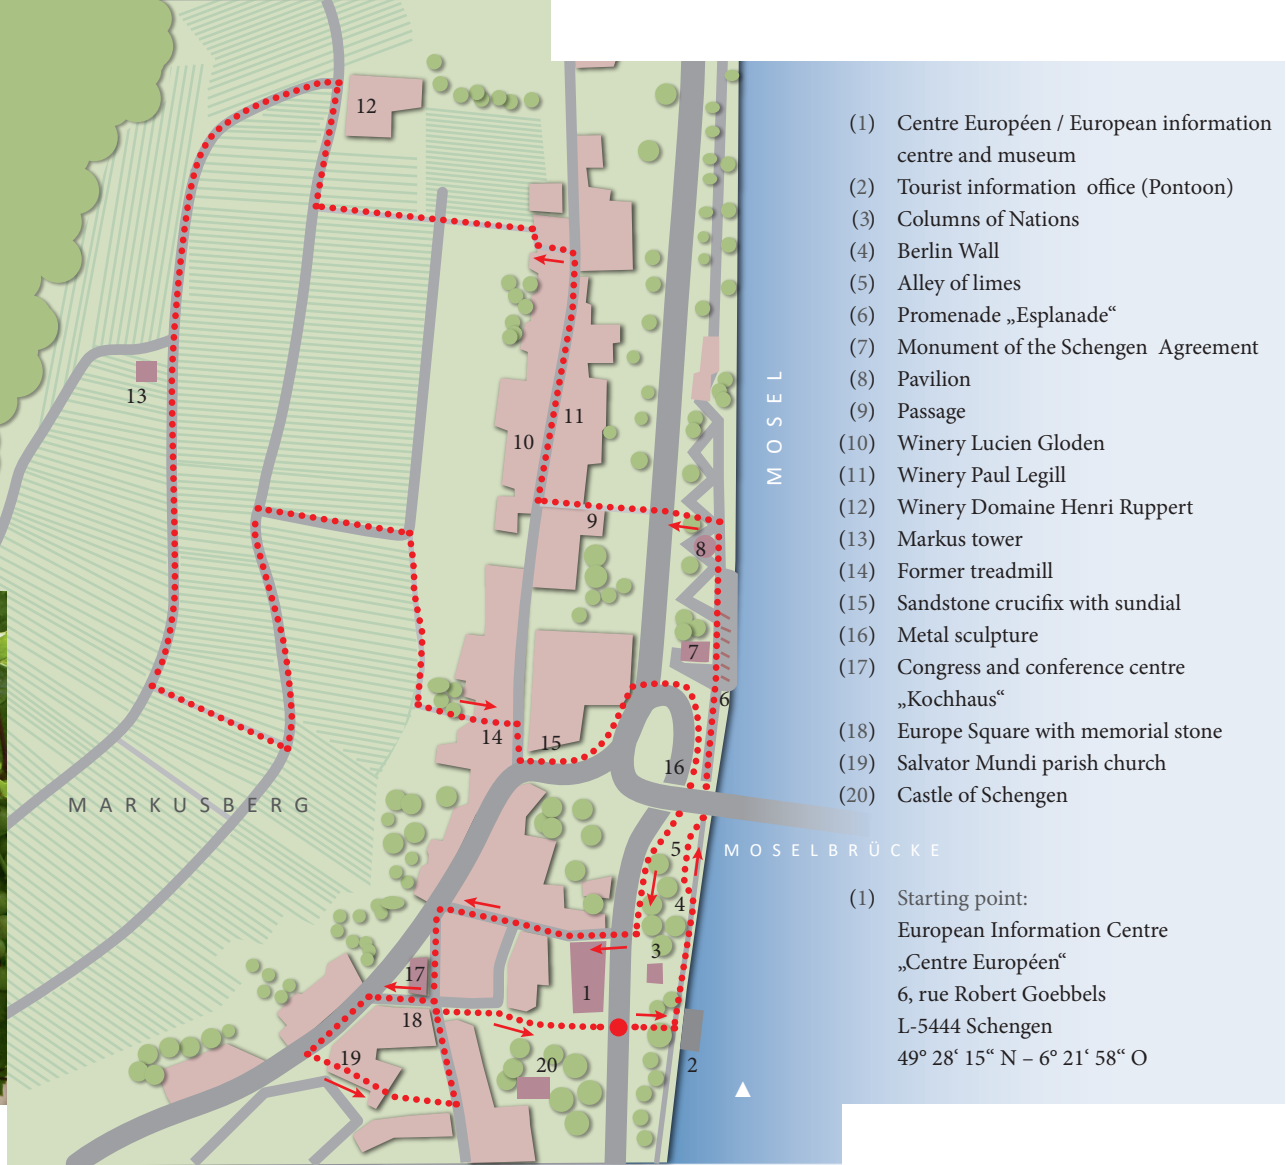 12
13
11
10
9
8
7
6
14
15
16
MOSEL
MARKUSBERG
MOSELBRÜCKE
5
4
3
17
1
18
19
20
2
(1) Centre Européen / European information
centre and museum
(2) Tourist information office (Pontoon)
(3) Columns of Nations
(4) Berlin Wall
(5) Alley of limes
(6) Promenade „Esplanade“
(7) Monument of the Schengen Agreement
(8) Pavilion
(9) Passage
(10) Winery Lucien Gloden
(11) Winery Paul Legill
(12) Winery Domaine Henri Ruppert
(13) Markus tower
(14) Former treadmill
(15) Sandstone crucifix with sundial
(16) Metal sculpture
(17) Congress and conference centre
„Kochhaus“
(18) Europe Square with memorial stone
(19) Salvator Mundi parish church
(20) Castle of Schengen
(1) Starting point:
European Information Centre
„Centre Européen“
6, rue Robert Goebbels
L-5444 Schengen
49° 28‘ 15“ N – 6° 21‘ 58“ O